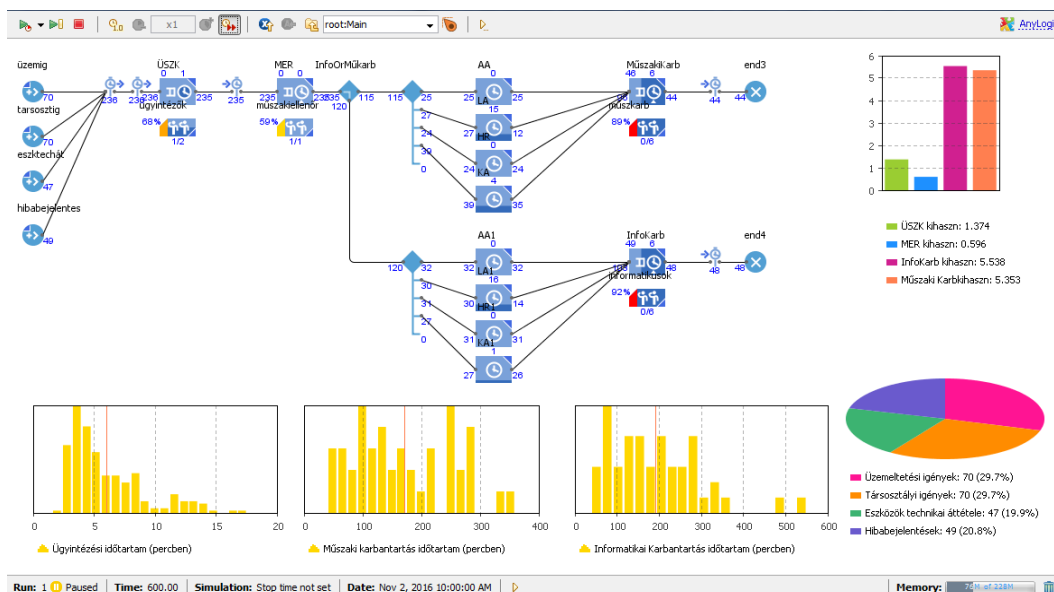 x1
root:Main
AnyLogi
üzemig
ÜSZK
MER
InfoOrMűkarb
AA
MűszakiKarb
end3
0 1
0 0
0
46 6
70
236
236
236
235
235
235
235
120
115
115
25
25
44
44
44
ügyintézők
műszakiellenor
LA
15
műszkarb
68%
59%
89%
1/2
1/1
0/6
tarsosztig
70
27
27
12
HR
0
24
24
24
KA
4
39
39
35
0
eszktechát
47
hibabejelentes
49
AA1
InfoKarb
end4
0
49 6
120
32
32
32
48
48
48
LA1
16
informatikusok
92%
0/6
30
30
14
HR1
0
31
31
31
KA1
1
27
27
26
0
6
5
4
3
2
1
0
ÜSZK kihaszn: 1.374
MER kihaszn: 0.596
InfoKarb kihaszn: 5.538
Műszaki Karbkihaszn: 5.353
0 5 10 15 20
Ügyintézési időtartam (percben)
0 100 200 300 400
Műszaki karbantartás időtartam (percben)
0 100 200 300 400 500 600
Informatikai Karbantartás időtartam (percben)
Üzemeltetési igények: 70 (29.7%)
Társosztályi igények: 70 (29.7%)
Eszközök technikai áttétele: 47 (19.9%)
Hibabejelentések: 49 (20.8%)
Run: 1 Paused Time: 600.00 Simulation: Stop time not set Date: Nov 2, 2016 10:00:00 AM Memory: of 228M